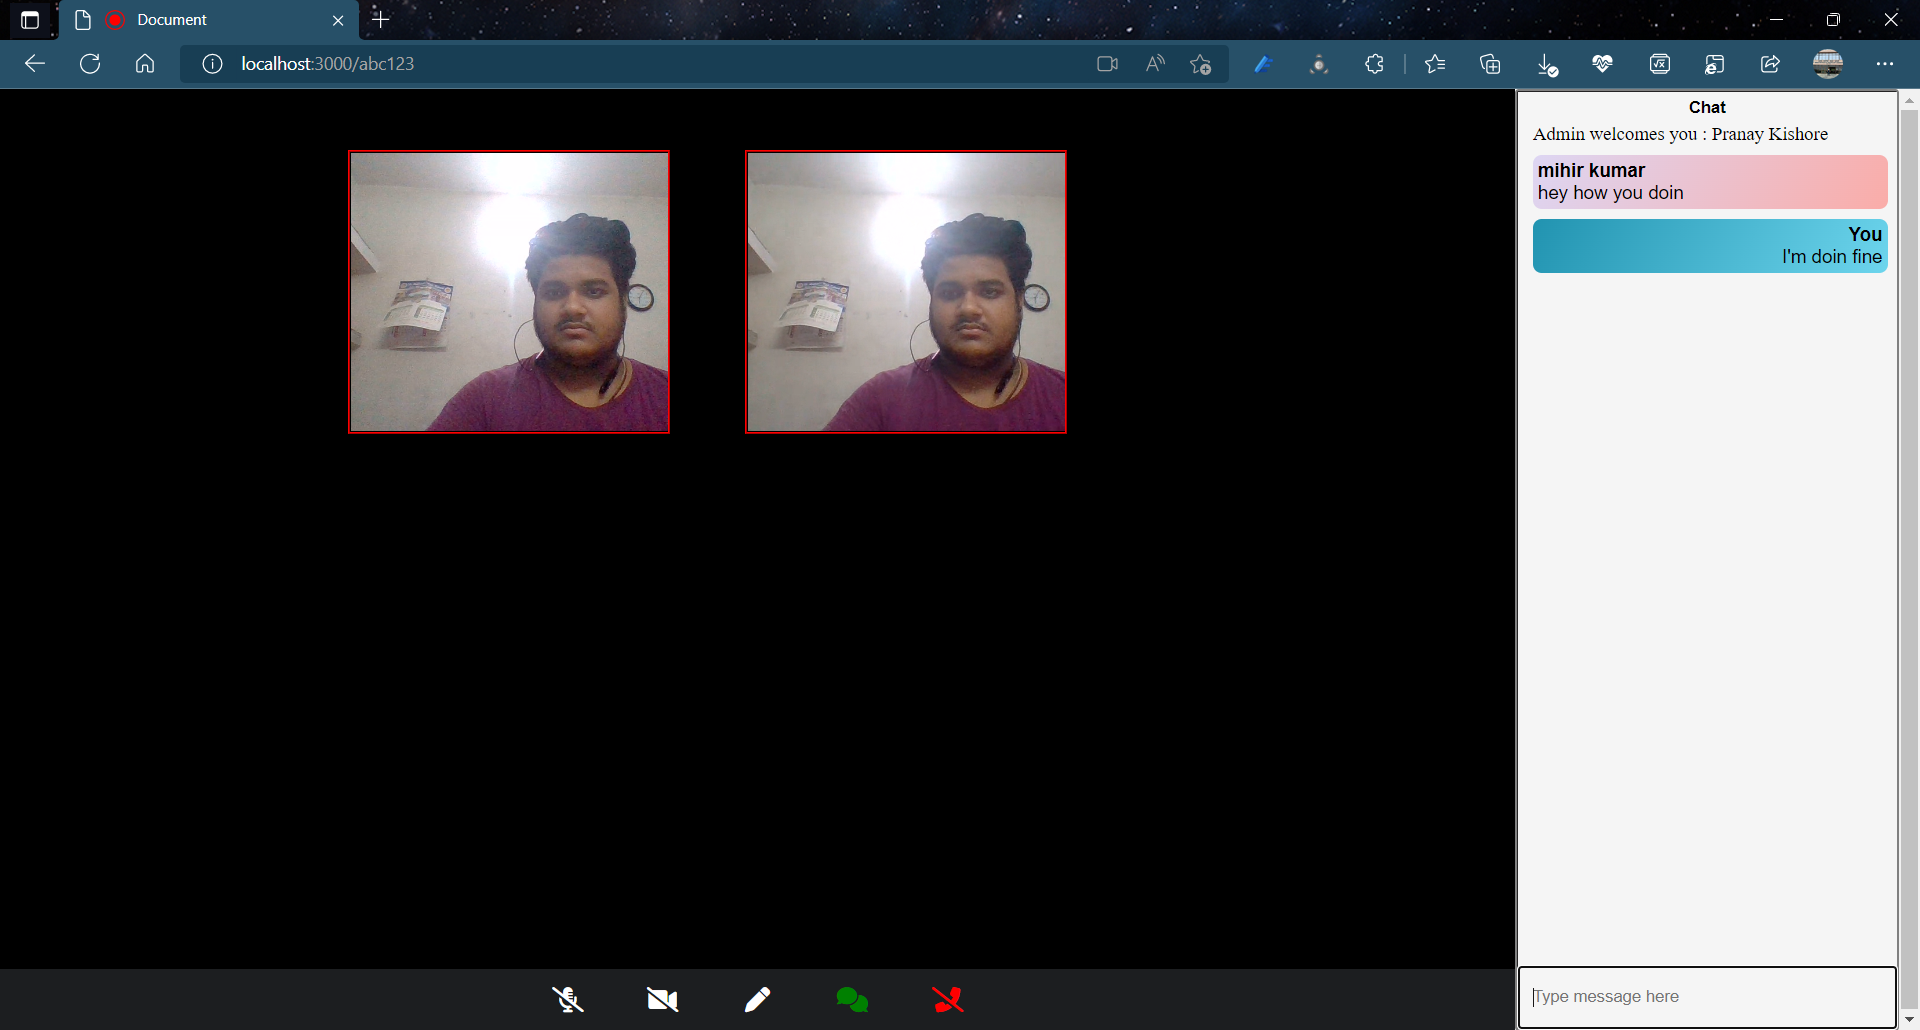 Document
localhost:3000/abc123
Chat
Admin welcomes you : Pranay Kishore
mihir kumar
hey how you doin
You
I'm doin fine
Type message here